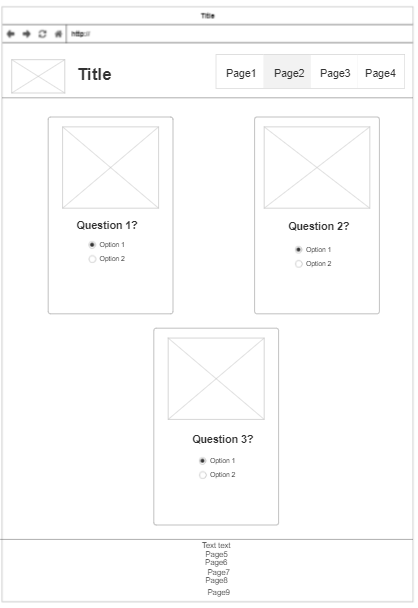 Title
http://
Title
Page1 Page2 Page3 Page4
Question 1?
Option 1
Option 2
Question 2?
Option 1
Option 2
Question 3?
Option 1
Option 2
Text text
Page5
Page6
Page7
Page8
Page9